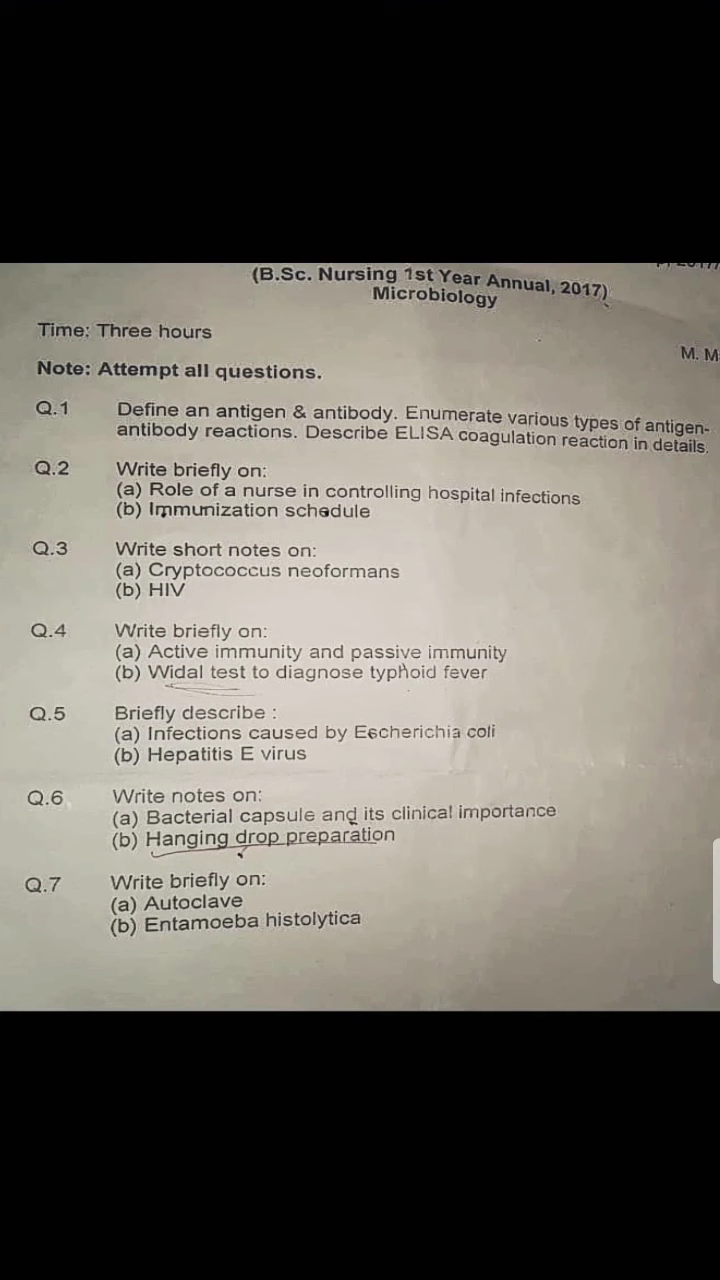 (B.Sc. Nursing 1st Year Annual, 2017)
Microbiology
Time: Three hours
M. M
Note: Attempt all questions.
Q.1 Define an antigen & antibody. Enumerate various types of antigen-
antibody reactions. Describe ELISA coagulation reaction in details.
Q.2 Write briefly on:
(a) Role of a nurse in controlling hospital infections
(b) Immunization schedule
Q.3 Write short notes on:
(a) Cryptococcus neoformans
(b) HIV
Q.4 Write briefly on:
(a) Active immunity and passive immunity
(b) Widal test to diagnose typhoid fever
Q.5 Briefly describe :
(a) Infections caused by Escherichia coli
(b) Hepatitis E virus
Q.6 Write notes on:
(a) Bacterial capsule and its clinical importance
(b) Hanging drop preparation
Q.7 Write briefly on:
(a) Autoclave
(b) Entamoeba histolytica